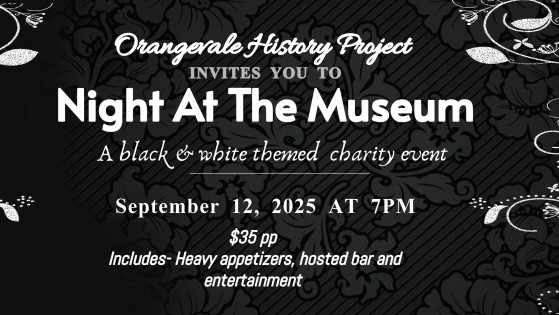 Orangevale History Project
INVITES YOU TO
Night At The Museum
A black & white themed charity event
September 12, 2025 AT 7PM
$35 pp
Includes- Heavy appetizers, hosted bar and
entertainment